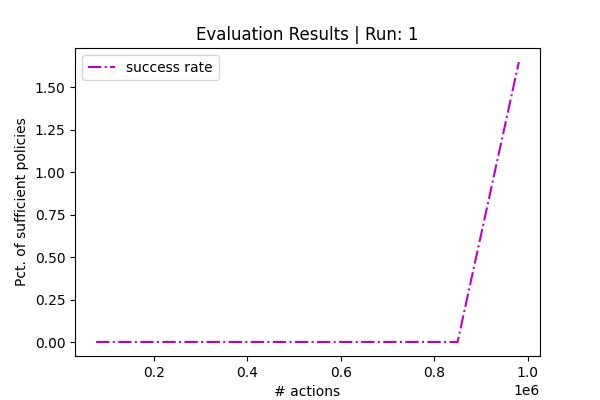 Evaluation Results | Run: 1
success rate
Pct. of sufficient policies
1.50
1.25
1.00
0.75
0.50
0.25
0.00
0.2
0.4
0.6
0.8
1.0
1e6
# actions